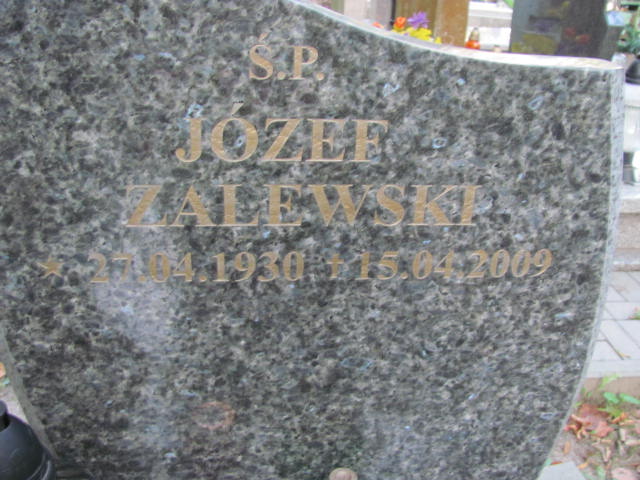 Ś.P.
JÓZEF
ZALEWSKI
★ 27.04.1930 †15.04.2009